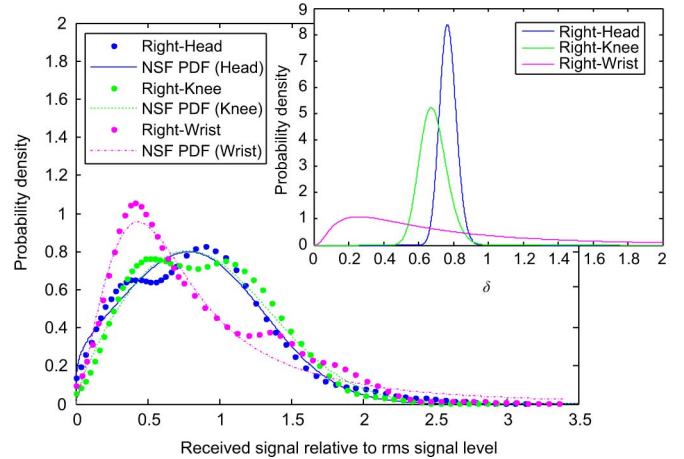 Probability density
2
1.8
1.6
1.4
1.2
1
0.8
0.6
0.4
0.2
0
0 0.5 1 1.5 2 2.5 3 3.5
Received signal relative to rms signal level
Right-Head
NSF PDF (Head)
Right-Knee
NSF PDF (Knee)
Right-Wrist
NSF PDF (Wrist)
Probability density
9
8
7
6
5
4
3
2
1
0
0 0.2 0.4 0.6 0.8 1 1.2 1.4 1.6 1.8 2
δ
Right-Head
Right-Knee
Right-Wrist